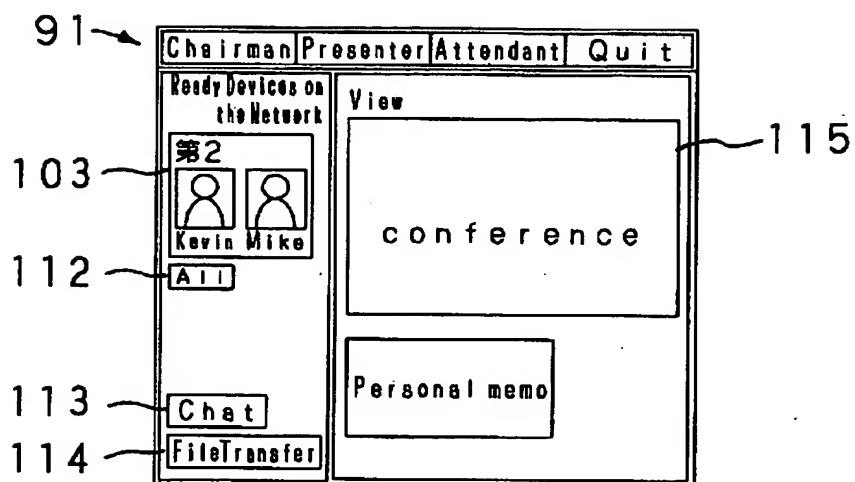 91
Chairman Presenter Attendant Quit
Ready Devices on
the Network
View
115
第2
103
Kevin Mike
conference
112
All
Personal memo
113
Chat
114
FileTransfer